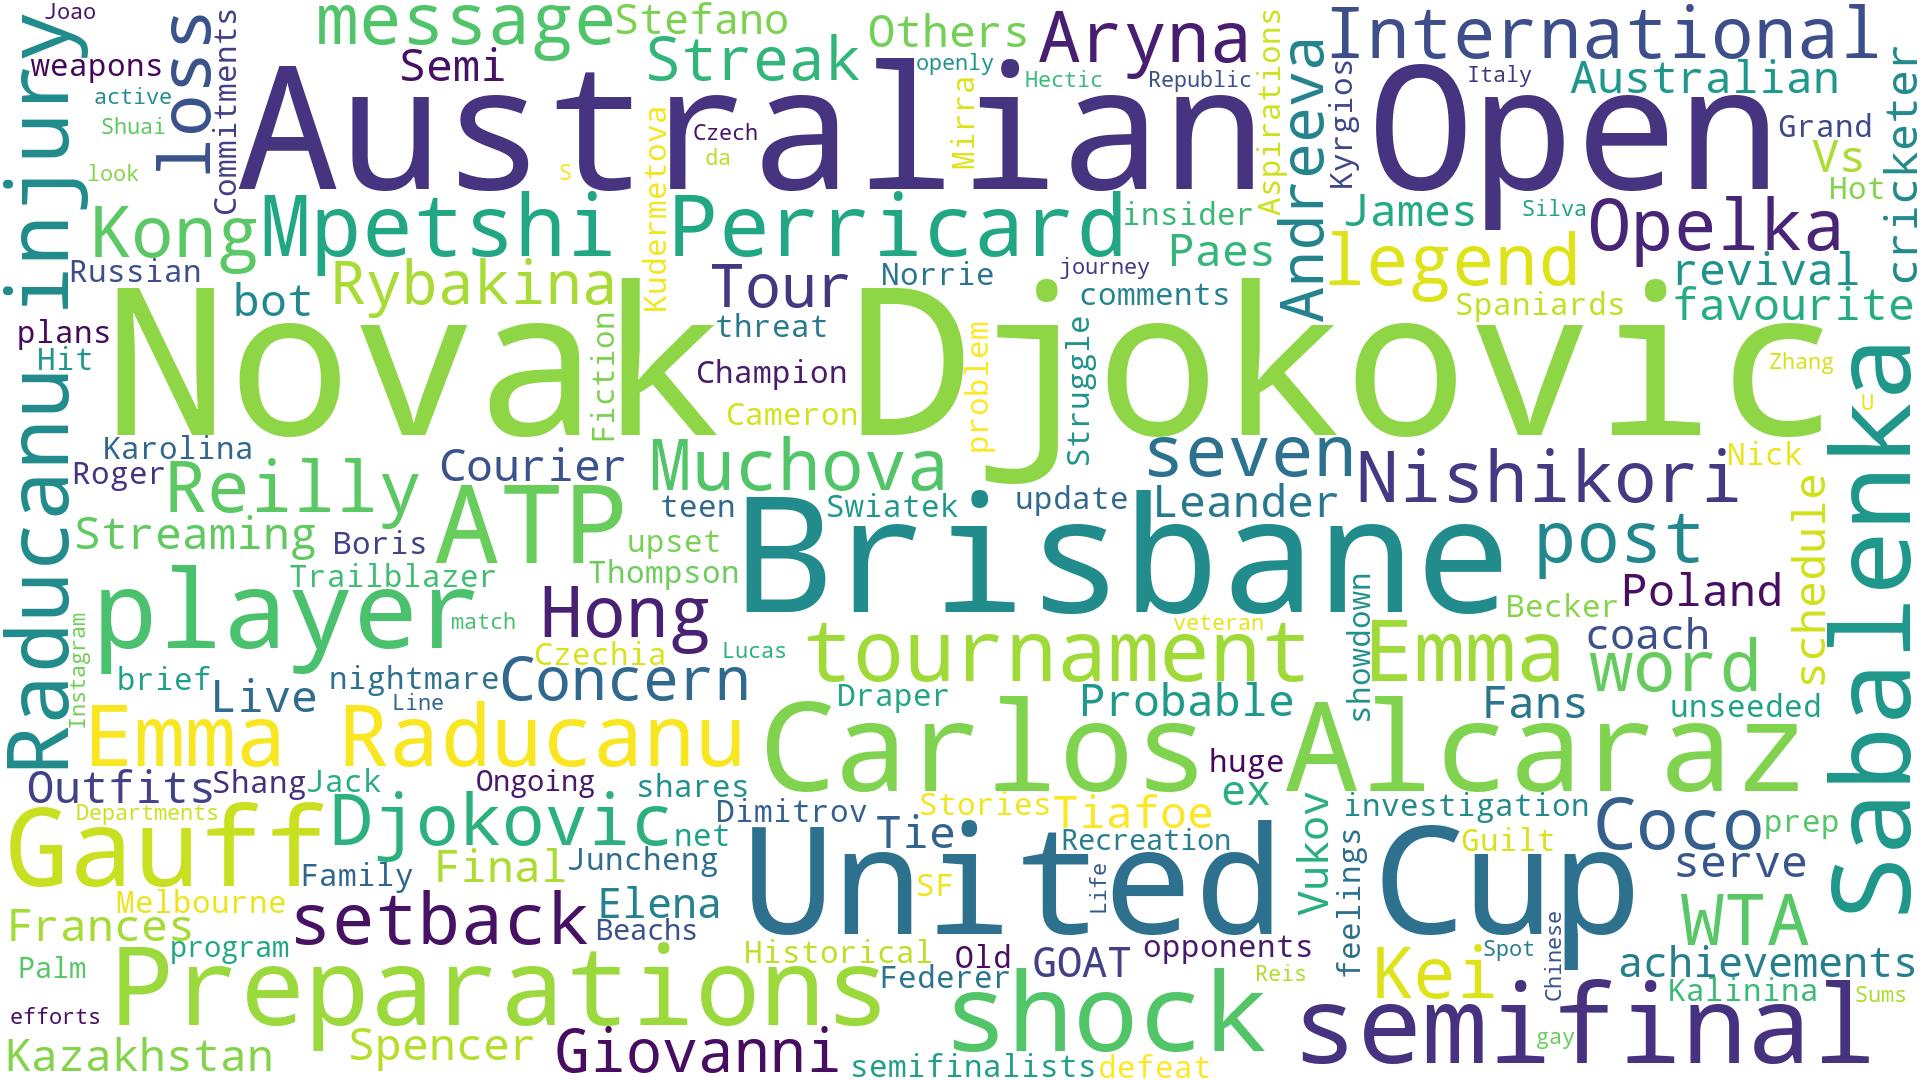 Joao
message
Stefano
Others
Aryna
International
weapons
Semi
Streak
openly
Hectic
Republic
Italy
Australian
loss
Commitments
active
Shuai
look
Australian Open
Czech
da
S
Mirra
Aspirations
Andreeva
Kyrgios
Grand
Vs
Hot
cricketer
Raducanu injury
Kong
Mpetshi Perricard
insider
Paes
James
Silva
Opelka
legend
revival
Russian
bot
Rybakina
Kudermetova
Tour
Norrie
journey
comments
Spaniards
favourite
plans
Hit
Novak Djokovic
Fiction
threat
Champion
Cameron
problem
Struggle
Zhang
U
Sabalenka
Karolina
Roger
Reilly
Courier
Muchova
seven
Nishikori
Nick
Streaming
Boris
ATP
teen
Swiatek
update
Leander
post
schedule
upset
Thompson
Brisbane
Trailblazer
player
match
Hong
Becker
Poland
coach
word
showdown
veteran
tournament
Emma
Instagram
brief
Live
nightmare
Line
Czechia
Concern
Lucas
Draper
Probable
Fans
unseeded
Emma Raducanu
Carlos Alcaraz
huge
ex
Outfits
Shang
Jack
Ongoing
shares
Departments
Gauff
Djokovic
net
Dimitrov
Stories
Tiafoe
Tie
Recreation
Vukov
investigation
Guilt
Coco
prep
serve
Family
Final
Juncheng
United Cup
SF
Life
feelings
Melbourne
Frances
setback
Elena
Beachs
WTA
program
Palm
Preparations
Historical
Old
Federer
GOAT
opponents
Reis
Kei
Spot
Chinese
achievements
Kalinina
Sums
efforts
Kazakhstan
Spencer
Giovanni
shock
semifinalists
defeat
semifinal
gay